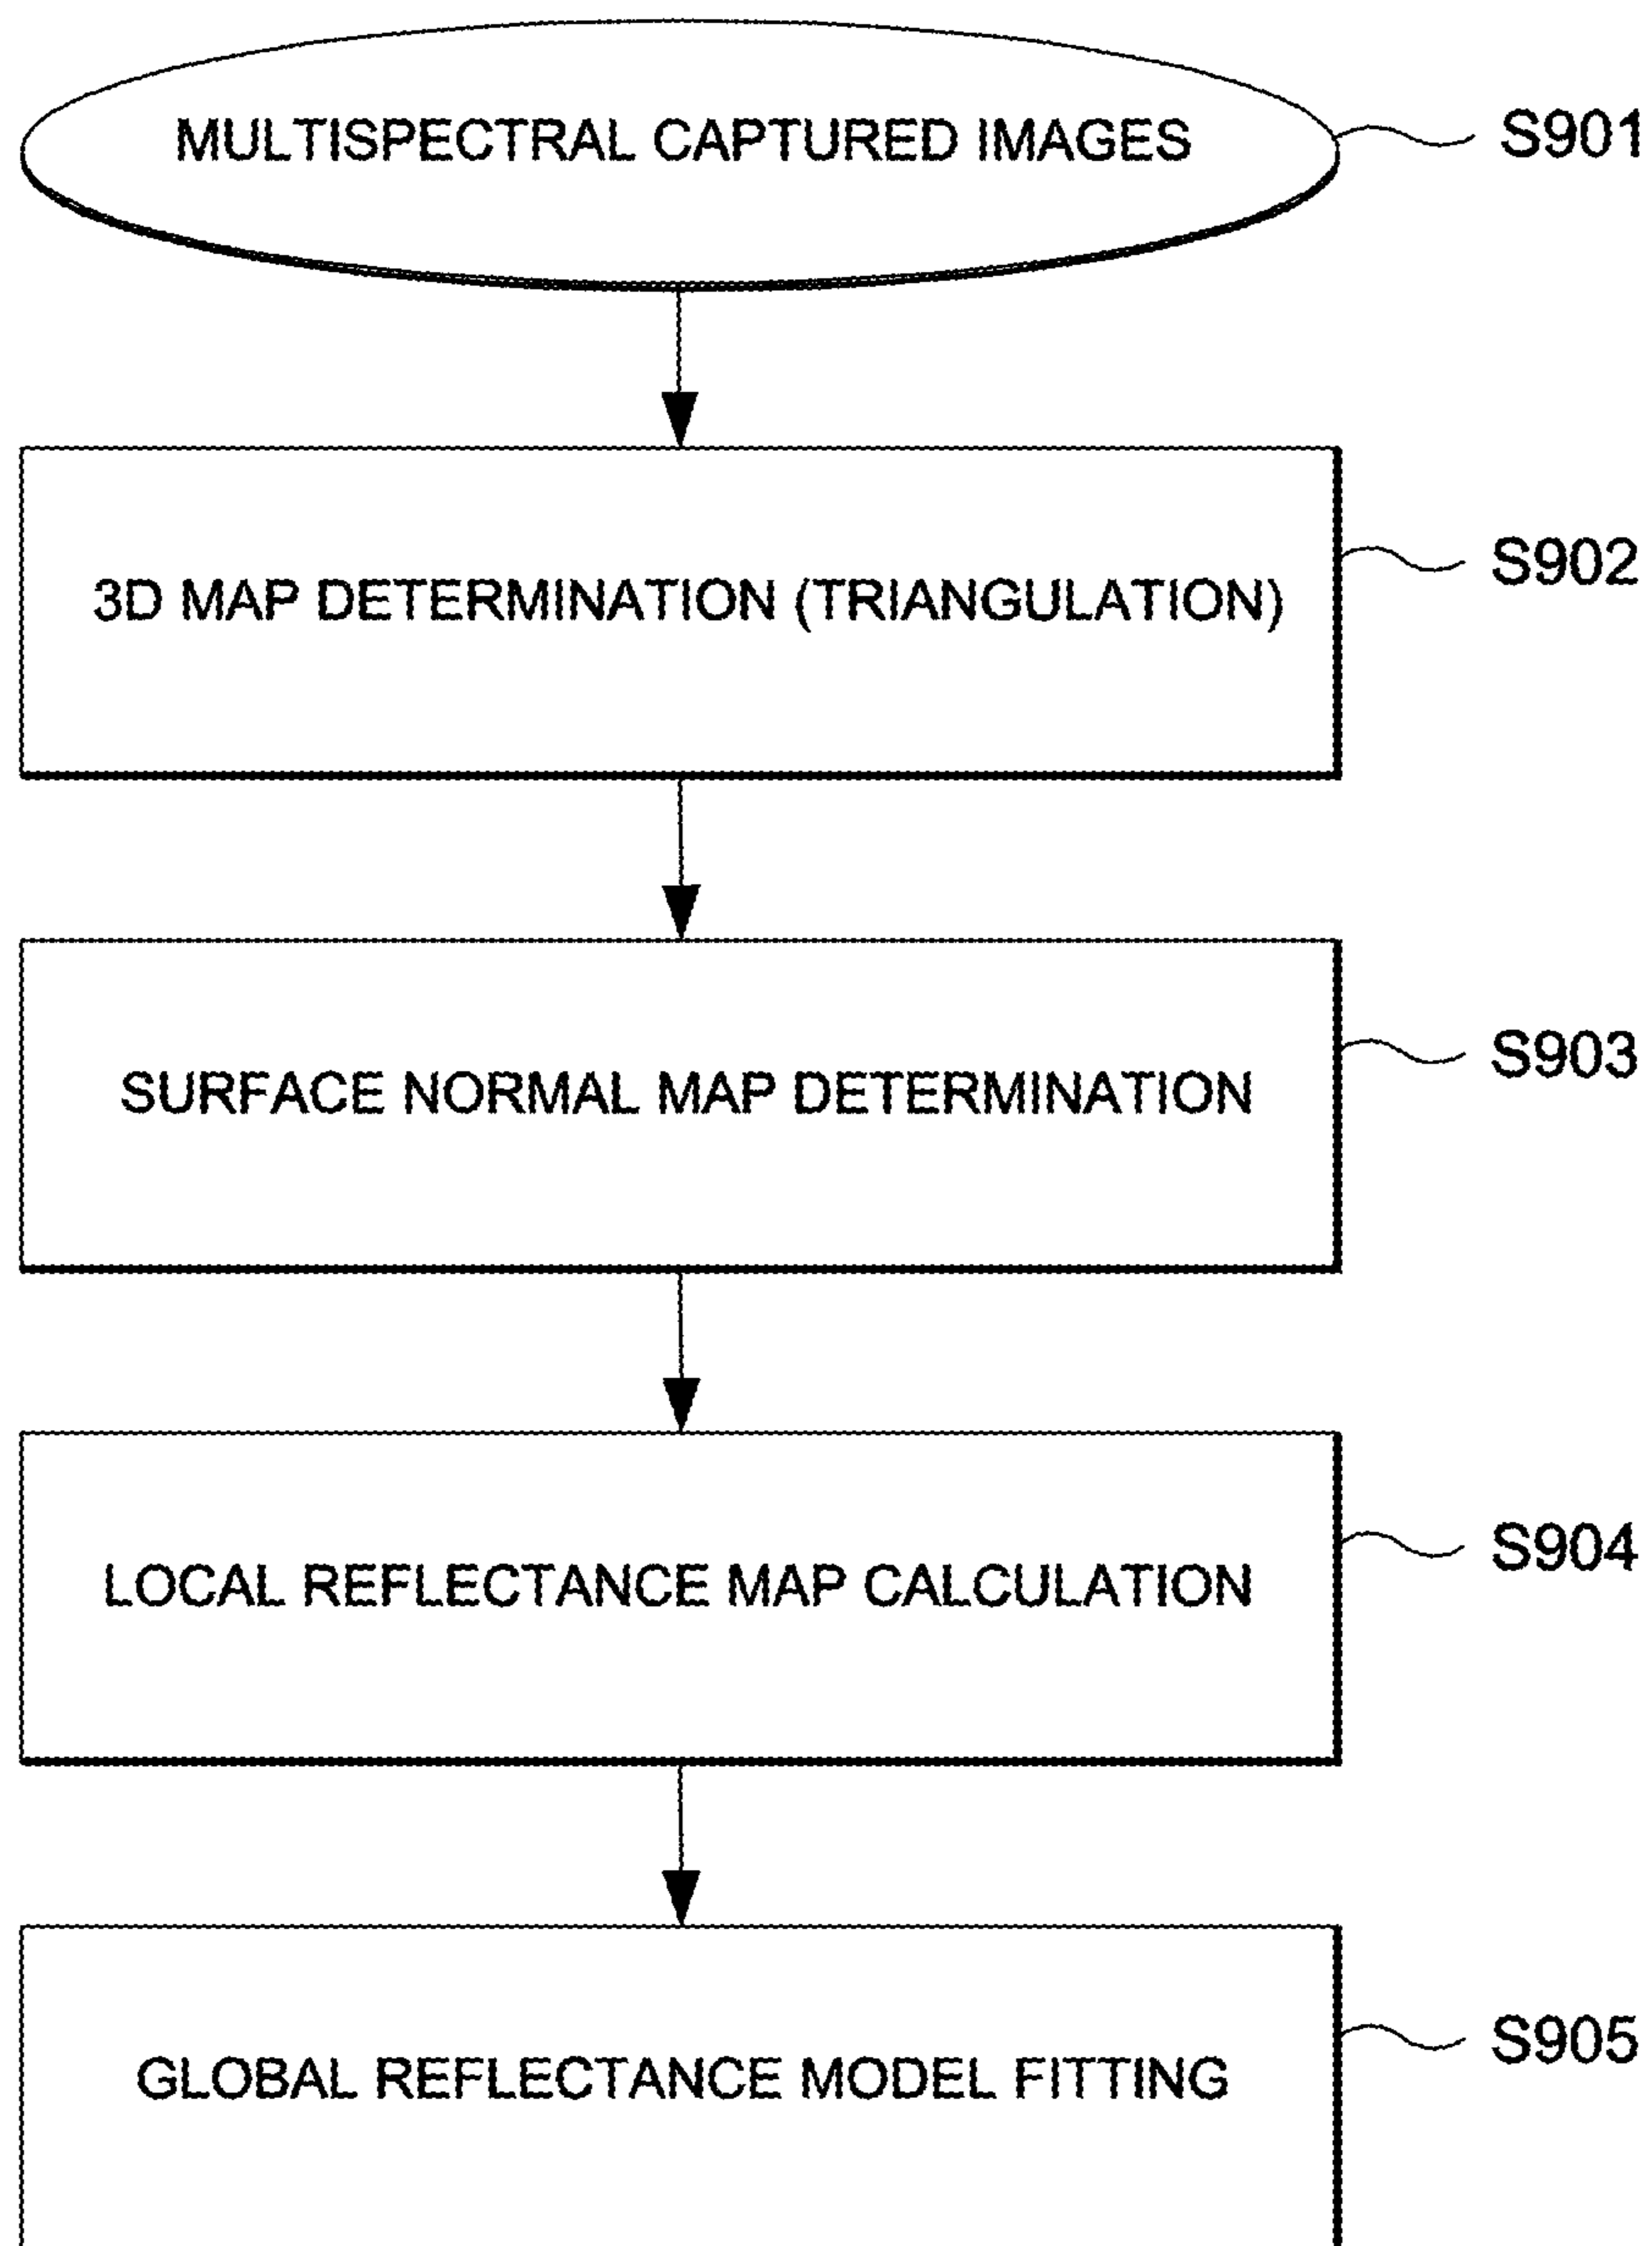 MULTISPECTRAL CAPTURED IMAGES
S901
3D MAP DETERMINATION (TRIANGULATION)
S902
SURFACE NORMAL MAP DETERMINATION
S903
LOCAL REFLECTANCE MAP CALCULATION
S904
GLOBAL REFLECTANCE MODEL FITTING
S905